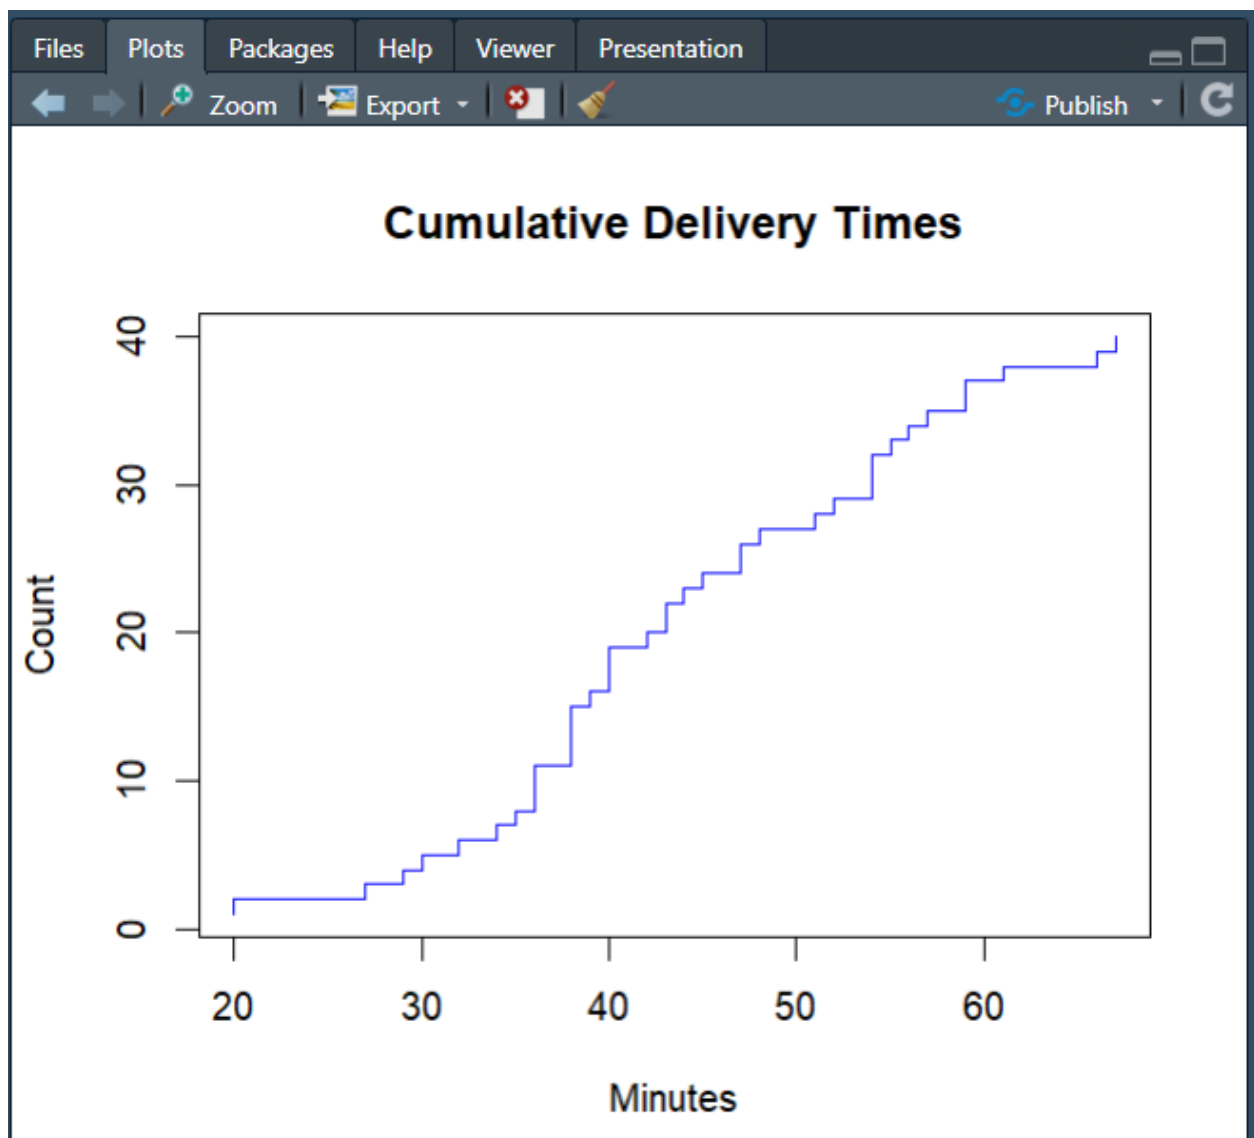 Files Plots Packages Help Viewer Presentation
Zoom Export Publish
Cumulative Delivery Times
40
30
20
10
0
Count
20 30 40 50 60
Minutes